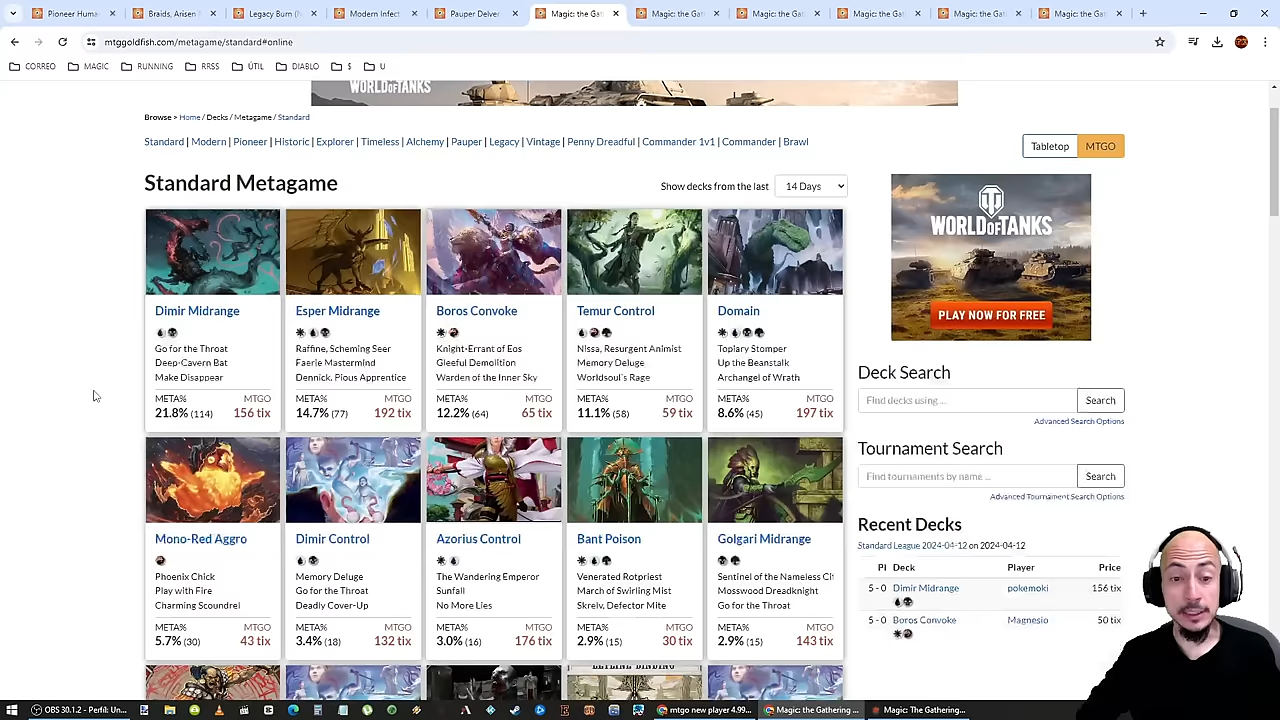 Pioneer Huma
Braids, Arisen
Legacy Burn (
Modern Infect
Pauper Delver
Magic: the Gat
Magic: the Gat
Magic: the Gat
Magic: the Gat
Magic: the Gat
Magic: the Gat
mtggoldfish.com/metagame/standard#online
CORREO MAGIC RUNNING RRSS ÚTIL DIABLO $ U
WORLD OF TANKS
Browse > Home / Decks / Metagame / Standard
Standard | Modern | Pioneer | Historic | Explorer | Timeless | Alchemy | Pauper | Legacy | Vintage | Penny Dreadful | Commander 1v1 | Commander | Brawl
Tabletop MTGO
Standard Metagame
Show decks from the last 14 Days
Dimir Midrange
Go for the Throat
Deep-Cavern Bat
Make Disappear
META% MTGO
21.8% (114) 156 tix
Esper Midrange
Raffine, Scheming Seer
Faerie Mastermind
Dennick, Pious Apprentice
META% MTGO
14.7% (77) 192 tix
Boros Convoke
Knight-Errant of Eos
Gleeful Demolition
Warden of the Inner Sky
META% MTGO
12.2% (64) 65 tix
Temur Control
Nissa, Resurgent Animist
Memory Deluge
Worldsoul's Rage
META% MTGO
11.1% (58) 59 tix
Domain
Topiary Stomper
Up the Beanstalk
Archangel of Wrath
META% MTGO
8.6% (45) 197 tix
Mono-Red Aggro
Phoenix Chick
Play with Fire
Charming Scoundrel
META% MTGO
5.7% (30) 43 tix
Dimir Control
Memory Deluge
Go for the Throat
Deadly Cover-Up
META% MTGO
3.4% (18) 132 tix
Azorius Control
The Wandering Emperor
Sunfall
No More Lies
META% MTGO
3.0% (16) 176 tix
Bant Poison
Venerated Rotpriest
March of Swirling Mist
Skrelv, Defector Mite
META% MTGO
2.9% (15) 30 tix
Golgari Midrange
Sentinel of the Nameless Cit
Mosswood Dreadknight
Go for the Throat
META% MTGO
2.9% (15) 143 tix
LEYLINE BINDING
WORLD OF TANKS
PLAY NOW FOR FREE
Deck Search
Find decks using ... Search
Advanced Search Options
Tournament Search
Find tournaments by name ... Search
Advanced Tournament Search Options
Recent Decks
Standard League 2024-04-12 on 2024-04-12
Pl Deck Player Price
5 - 0 Dimir Midrange pokemoki 156 tix
5 - 0 Boros Convoke Magnesio 50 tix
OBS 30.1.2 - Perfil: Un...
mtgo new player 4.99...
Magic: the Gathering ...
Magic: The Gathering...